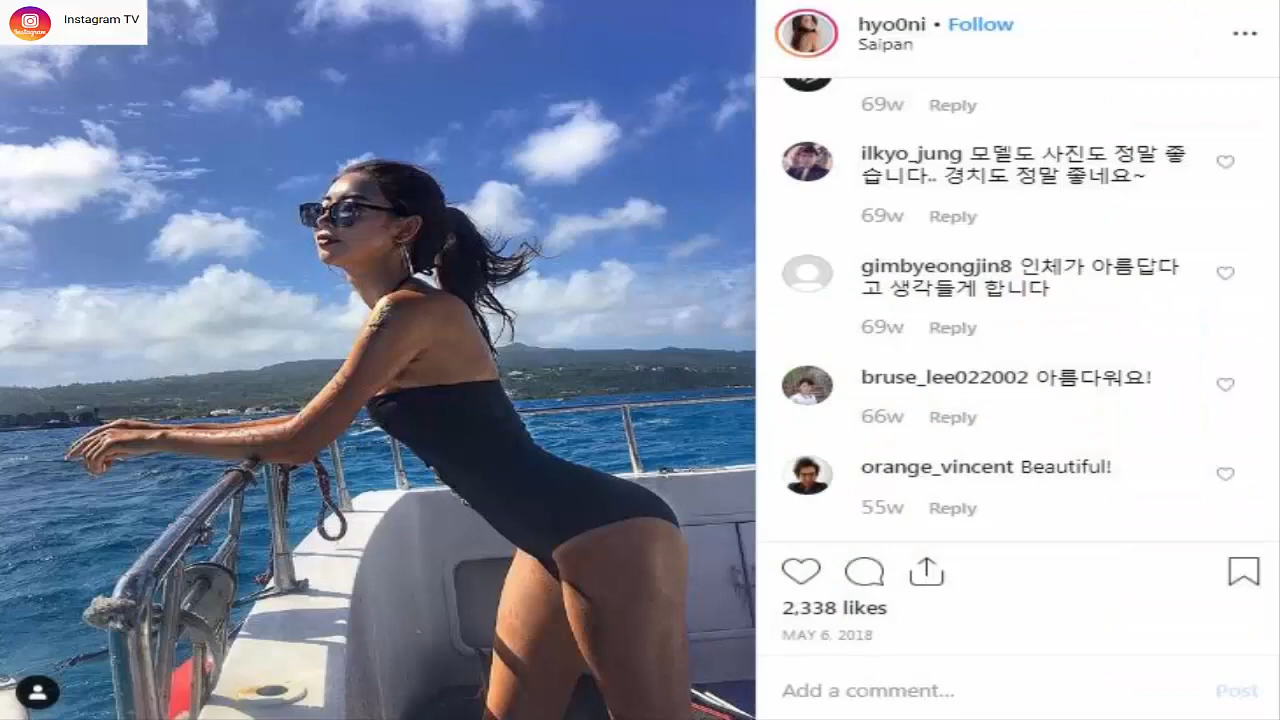 Instagram
Instagram TV
hyo0ni • Follow
Saipan
69w Reply
ilkyo_jung 모델도 사진도 정말 좋
습니다.. 경치도 정말 좋네요~
69w Reply
gimbyeongjin8 인체가 아름답다
고 생각들게 합니다
69w Reply
bruse_lee022002 아름다워요!
66w Reply
orange_vincent Beautiful!
55w Reply
2,338 likes
MAY 6, 2018
Add a comment... Post